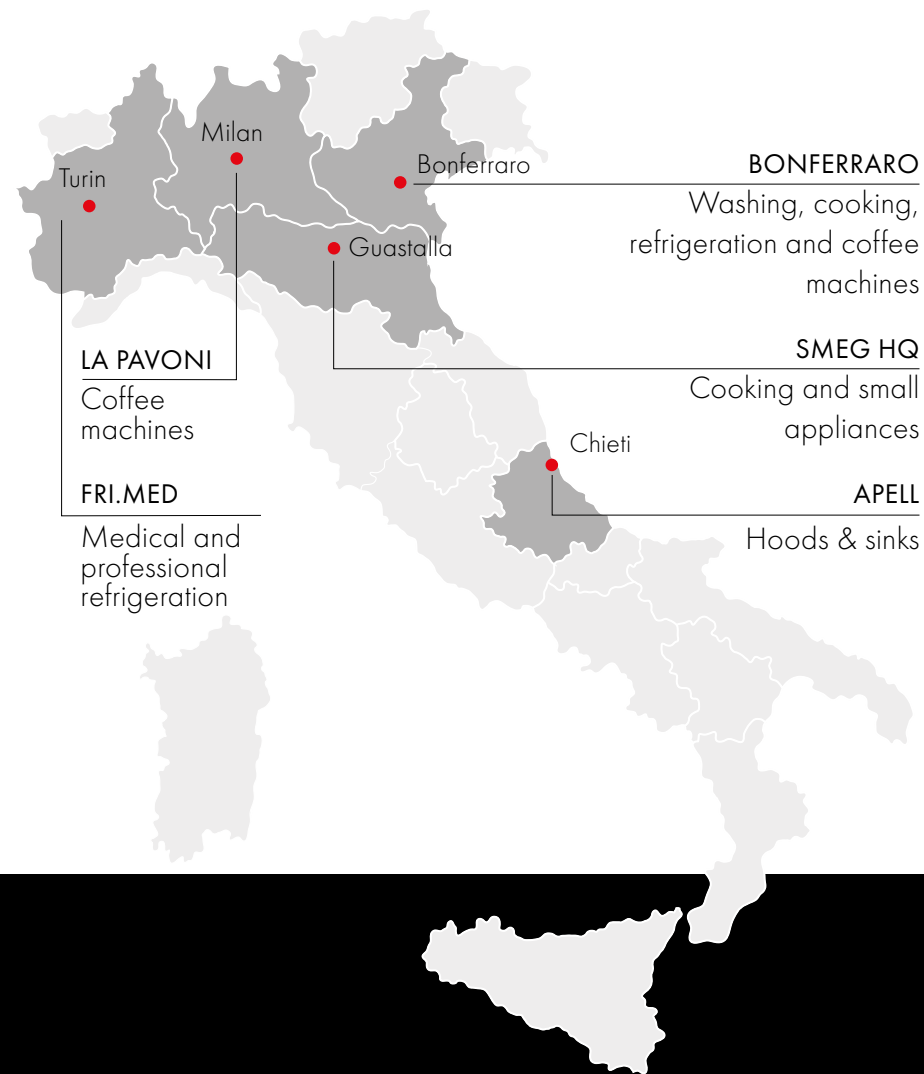 Milan
Turin
Bonferraro
Guastalla
Chieti
BONFERRARO
Washing, cooking,
refrigeration and coffee
machines
SMEG HQ
Cooking and small
appliances
APELL
Hoods & sinks
LA PAVONI
Coffee
machines
FRI.MED
Medical and
professional
refrigeration